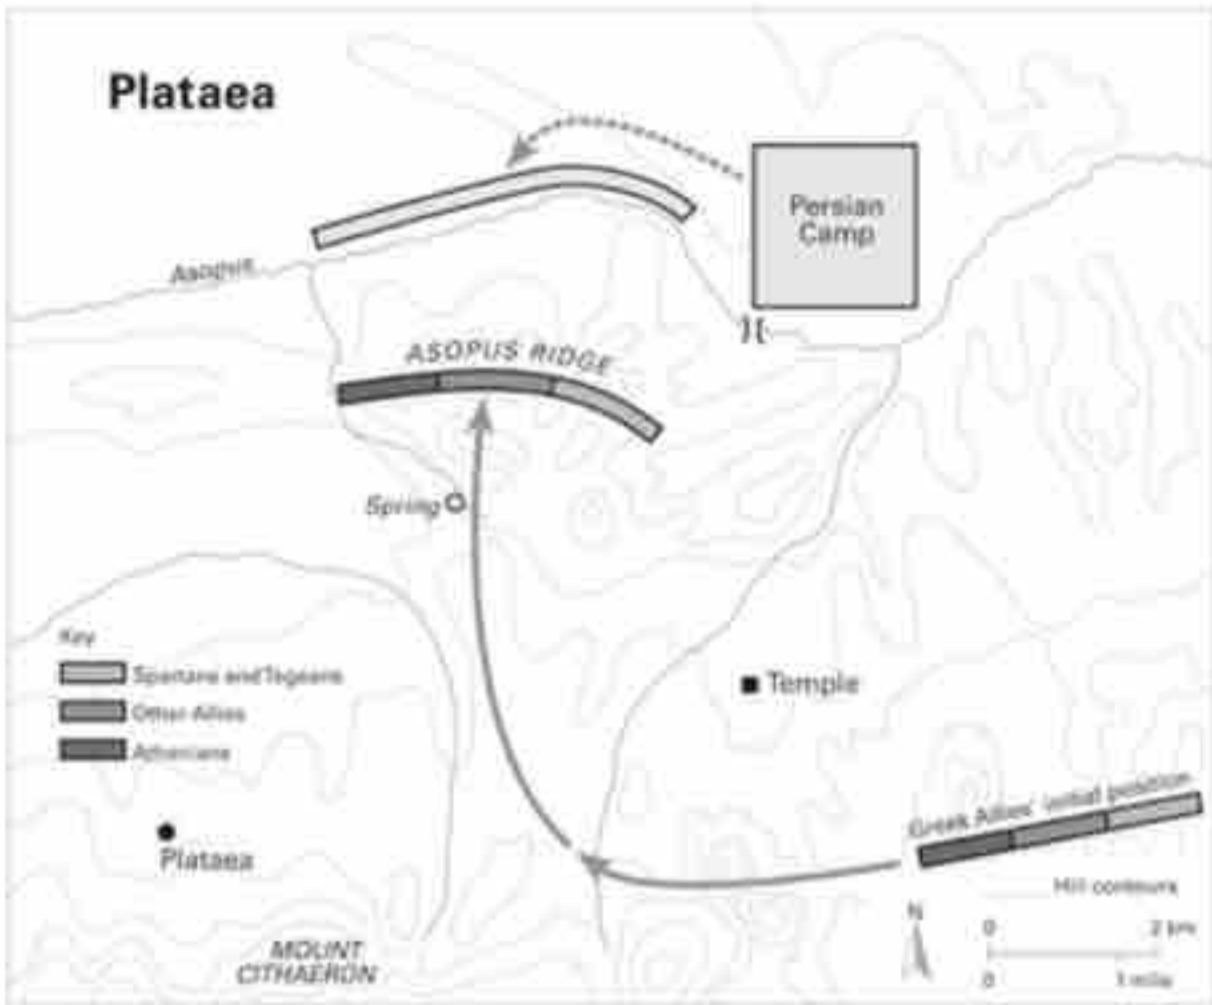 Plataea
Persian
Camp
Asopus
ASOPUS RIDGE
Spring
Key
Spartans and Tegeans
Other Allies
Athenians
Temple
Plataea
Greek Allies' initial position
Hill contours
MOUNT
CITHAERON
N
0 2 km
0 1 mile